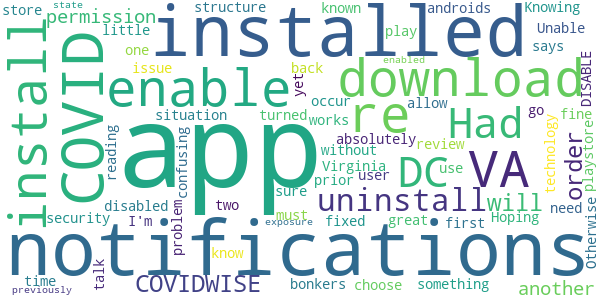 store
state
permission
little
structure
known
androids
Knowing
installed
play
Unable
one
says
issue
back
install
COVID
enable
yet
download
DISABLE
situation
occur
allow
go
fine
app
turned
works
re
Had
order
playstoree
reading
confusing
absolutely
review
without
Virginia
prior
user
DC
use
VA
technology
disabled
two
sure
uninstall
will
need
Otherwise
security
I'm
problem
must
fixed
great
first
Hoping
notifications
know
exposure
enabled
time
talk
previously
COVIDWISE
bonkers
choose
something
another